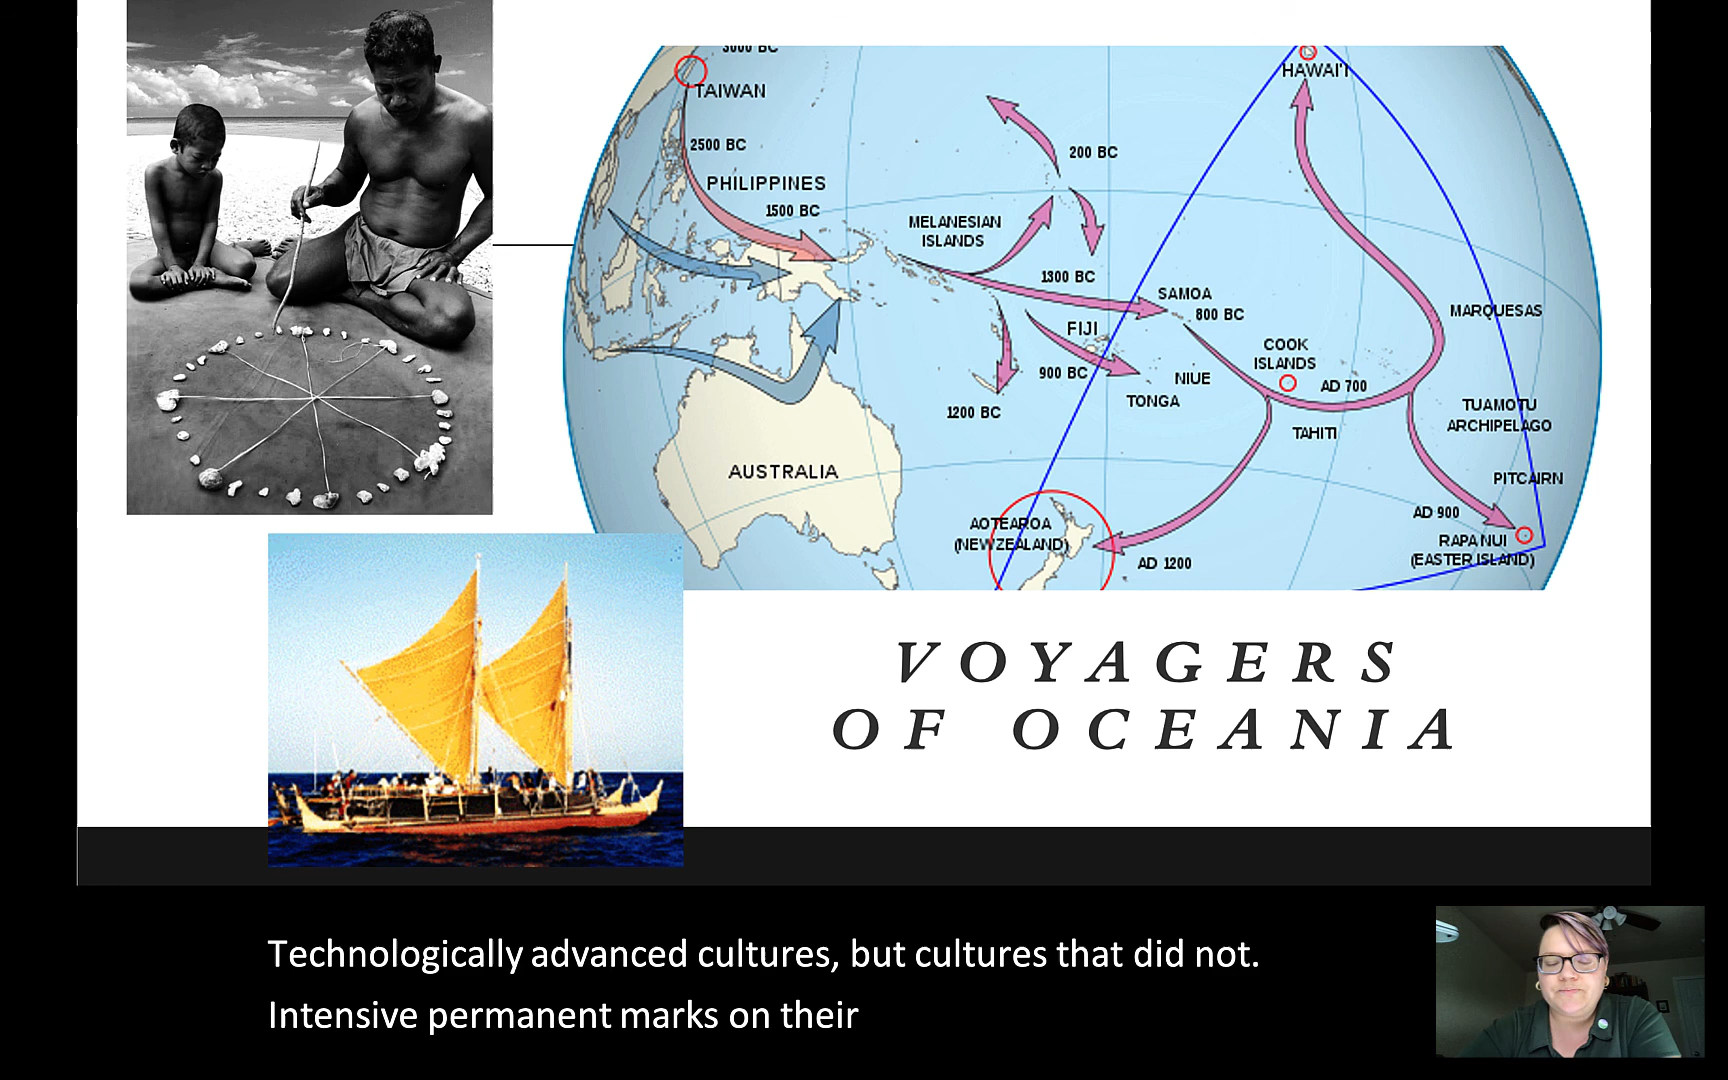 3000 BC
TAIWAN
2500 BC
PHILIPPINES
1500 BC
MELANESIAN
ISLANDS
200 BC
1300 BC
HAWAI'I
SAMOA
800 BC
FIJI
900 BC
1200 BC
NIUE
TONGA
COOK
ISLANDS
AD 700
TAHITI
MARQUESAS
TUAMOTU
ARCHIPELAGO
PITCAIRN
AD 900
RAPA NUI
(EASTER ISLAND)
AUSTRALIA
AOTEAROA
(NEW ZEALAND)
AD 1200
VOYAGERS
OF OCEANIA
Technologically advanced cultures, but cultures that did not.
Intensive permanent marks on their